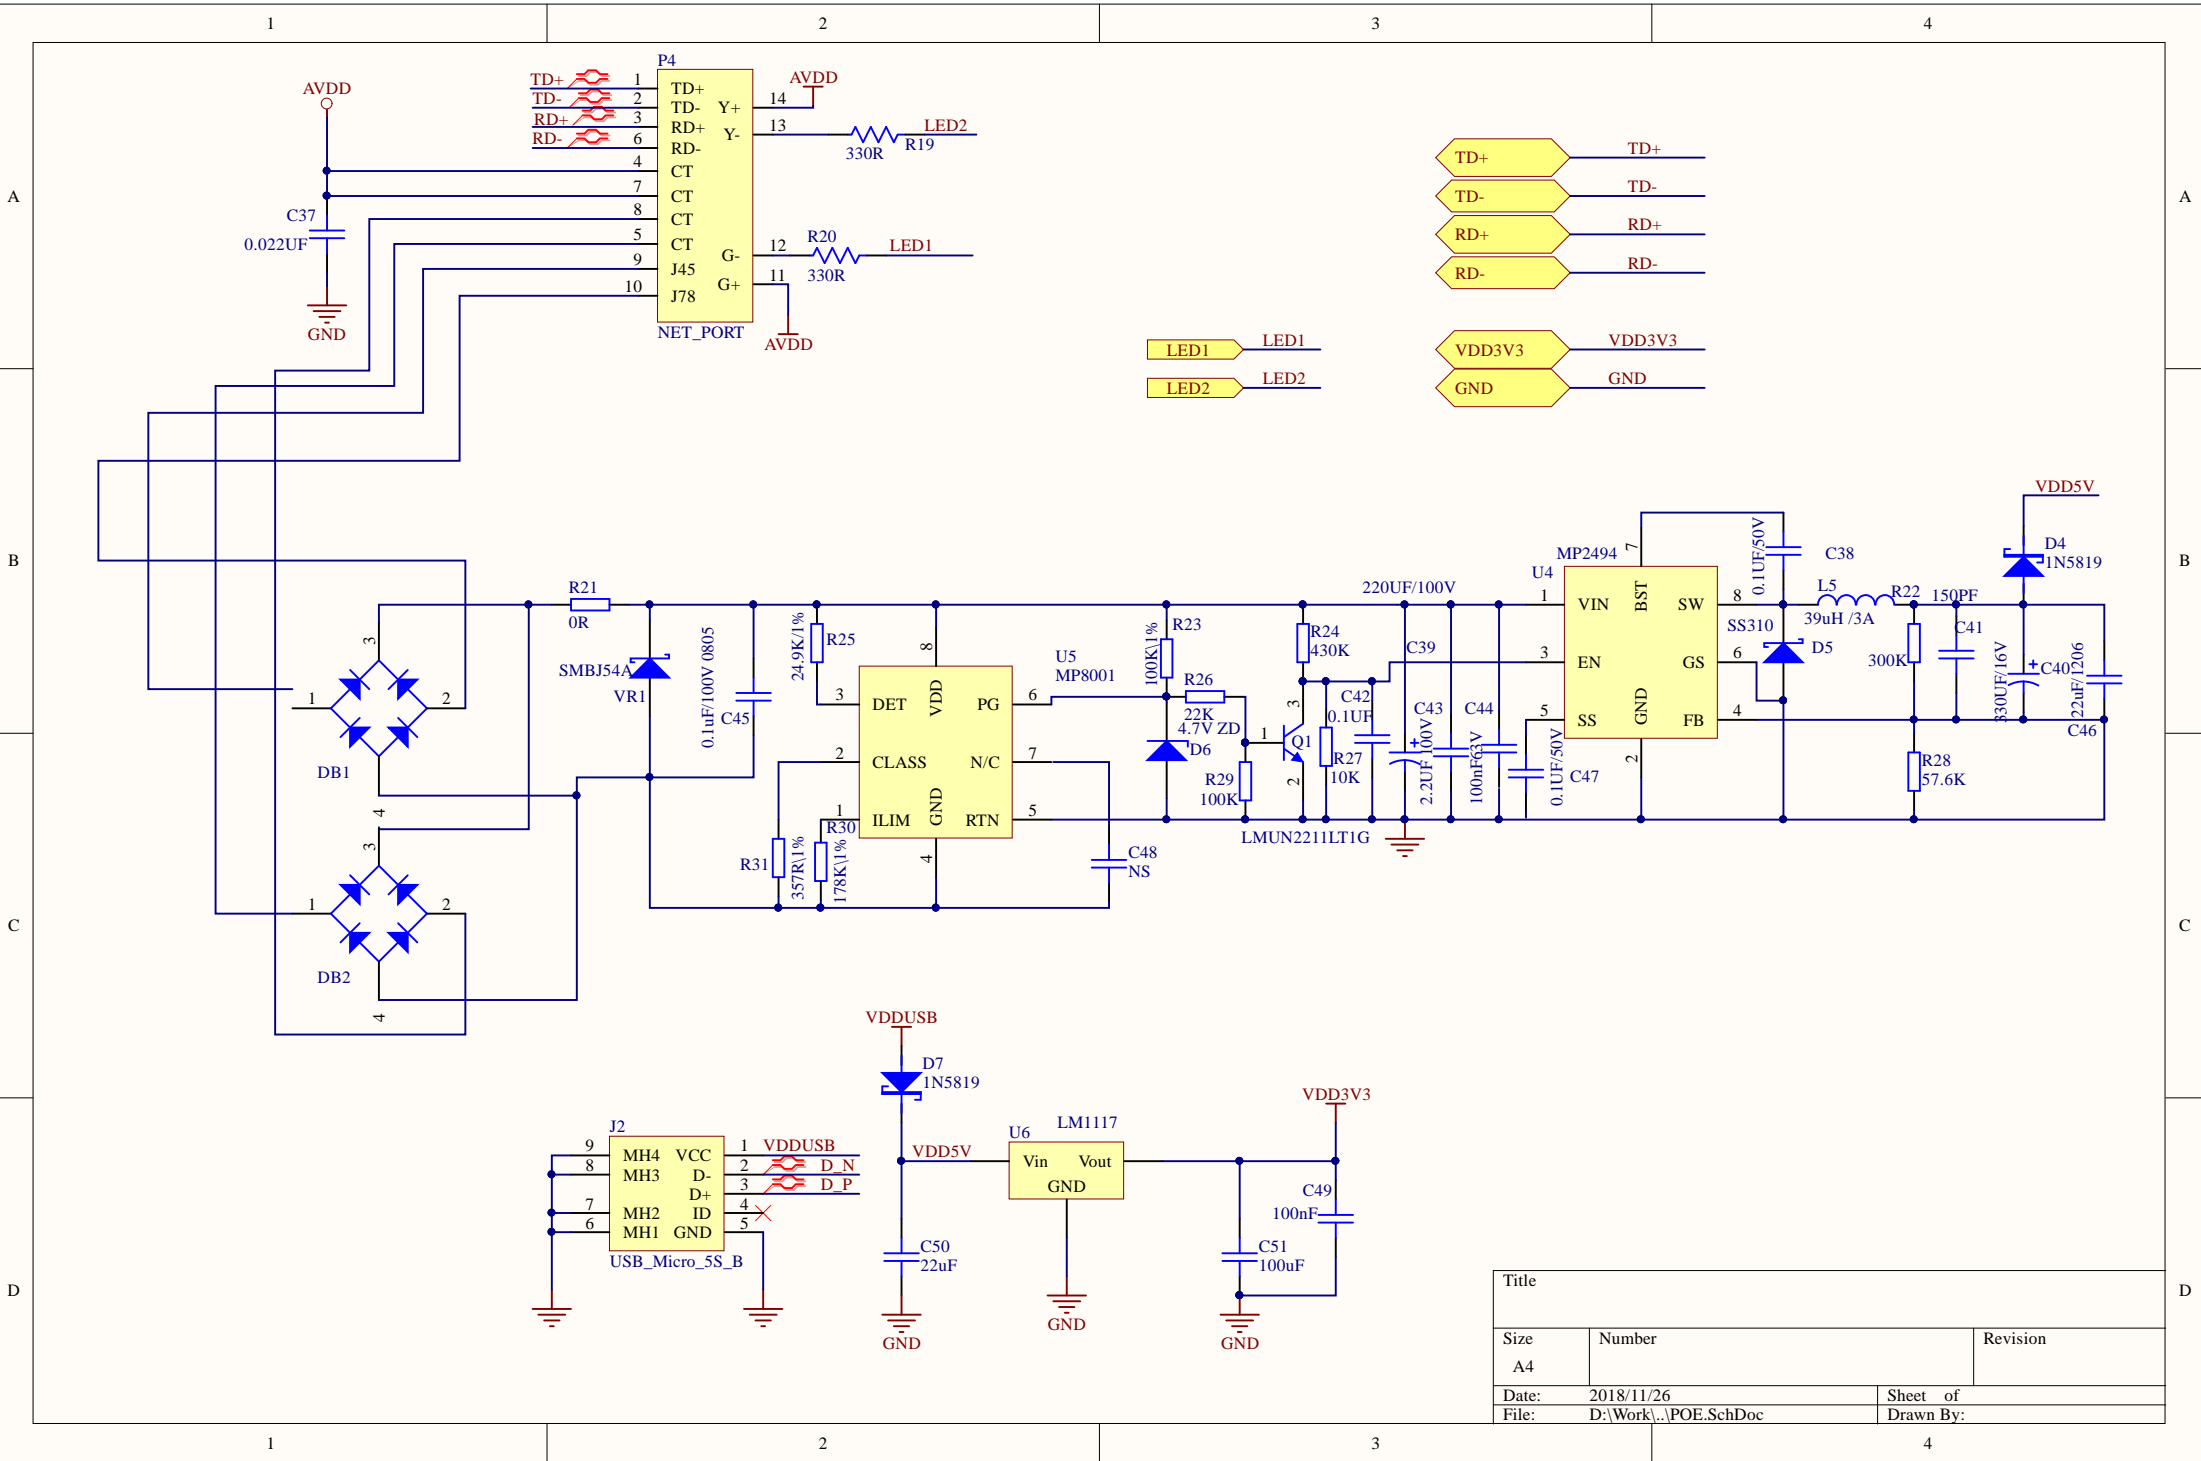 1 2 3 4
A
A
B
B
C
C
D
D
1 2 3 4
AVDD
C37
0.022UF
GND
P4
TD+ 1 TD+
TD- 2 TD-
RD+ 3 RD+
RD- 6 RD-
4 CT
7 CT
8 CT
5 CT
9 J45
10 J78
Y+ 14 AVDD
Y- 13
330R R19 LED2
G- 12 R20 LED1
330R
G+ 11
AVDD
NET_PORT
TD+ TD+
TD- TD-
RD+ RD+
RD- RD-
LED1 LED1
LED2 LED2
VDD3V3 VDD3V3
GND GND
3
1 2
DB1
4
3
1 2
DB2
4
R21
0R
SMBJ54A
VR1
0.1uF/100V 0805
C45
24.9K/1%
R25
U5
MP8001
8
VDD
3 DET
PG 6
2 CLASS
N/C 7
1 ILIM
RTN 5
GND
4
R31
357R\1%
R30
178K\1%
C48
NS
R23
100K\1%
R26
22K
4.7V ZD
D6
R29
100K
1
3
Q1
2
LMUN2211LT1G
R24
430K
R27
10K
C42
0.1UF
220UF/100V
C39
C43
2.2UF 100V
C44
100nF63V
C47
0.1UF/50V
MP2494
U4
7
BST
1 VIN
SW 8
3 EN
GS 6
5 SS
FB 4
GND
2
0.1UF/50V
C38
L5
39uH /3A
SS310
D5
R22
300K
150PF
C41
R28
57.6K
330UF/16V
C40
22uF/1206
C46
VDD5V
D4
1N5819
J2
9 MH4 VCC 1 VDDUSB
8 MH3 D- 2 D_N
D+ 3 D_P
7 MH2 ID 4
6 MH1 GND 5
USB_Micro_5S_B
VDDUSB
D7
1N5819
VDD5V
C50
22uF
GND
U6
LM1117
Vin Vout
GND
GND
VDD3V3
C49
100nF
C51
100uF
GND
Title
Size Number Revision
A4
Date: 2018/11/26 Sheet of
File: D:\Work\..\POE.SchDoc Drawn By: